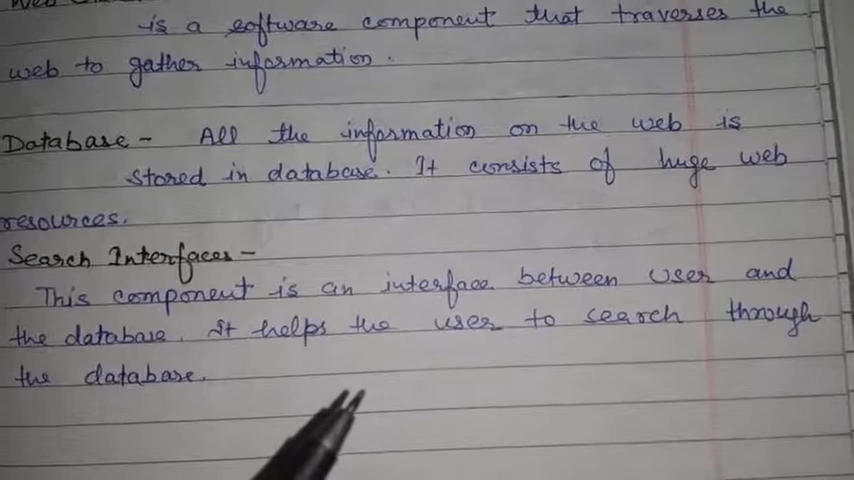 is a software component that traverses the
web to gather information.
Database - All the information on the web is
stored in database. It consists of huge web
resources.
Search Interfaces -
This component is an interface between user and
the database. It helps the user to search through
the database.